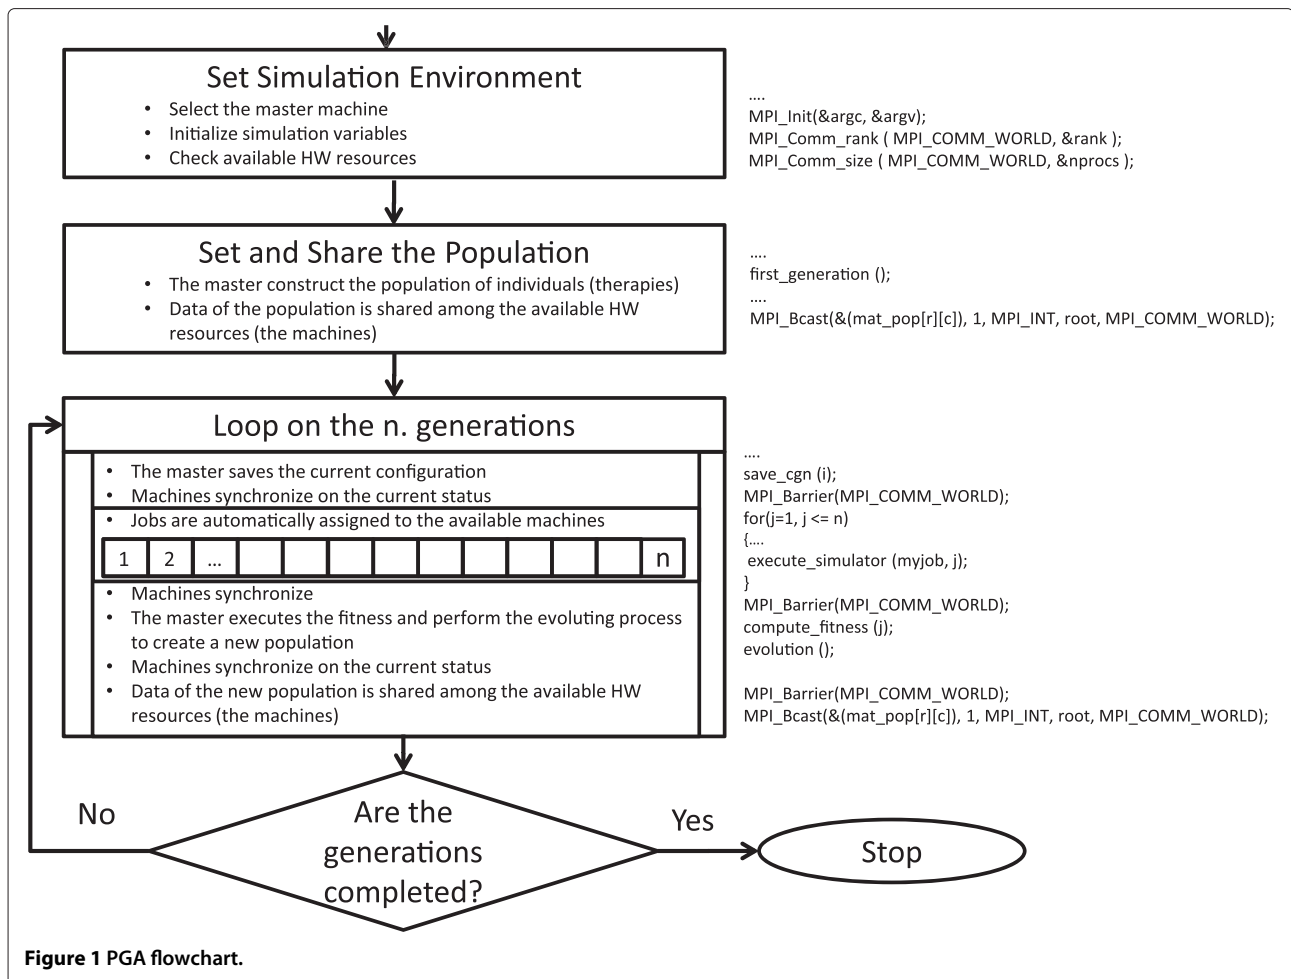 Set Simulation Environment
• Select the master machine
• Initialize simulation variables
• Check available HW resources
....
MPI_Init(&argc, &argv);
MPI_Comm_rank ( MPI_COMM_WORLD, &rank );
MPI_Comm_size ( MPI_COMM_WORLD, &nprocs );
Set and Share the Population
• The master construct the population of individuals (therapies)
• Data of the population is shared among the available HW
resources (the machines)
....
first_generation ();
....
MPI_Bcast(&(mat_pop[r][c]), 1, MPI_INT, root, MPI_COMM_WORLD);
Loop on the n. generations
• The master saves the current configuration
• Machines synchronize on the current status
• Jobs are automatically assigned to the available machines
1 2 ... n
• Machines synchronize
• The master executes the fitness and perform the evoluting process
to create a new population
• Machines synchronize on the current status
• Data of the new population is shared among the available HW
resources (the machines)
....
save_cgn (i);
MPI_Barrier(MPI_COMM_WORLD);
for(j=1, j <= n)
{....
execute_simulator (myjob, j);
}
MPI_Barrier(MPI_COMM_WORLD);
compute_fitness (j);
evolution ();
MPI_Barrier(MPI_COMM_WORLD);
MPI_Bcast(&(mat_pop[r][c]), 1, MPI_INT, root, MPI_COMM_WORLD);
No
Are the
generations
completed?
Yes
Stop
Figure 1 PGA flowchart.